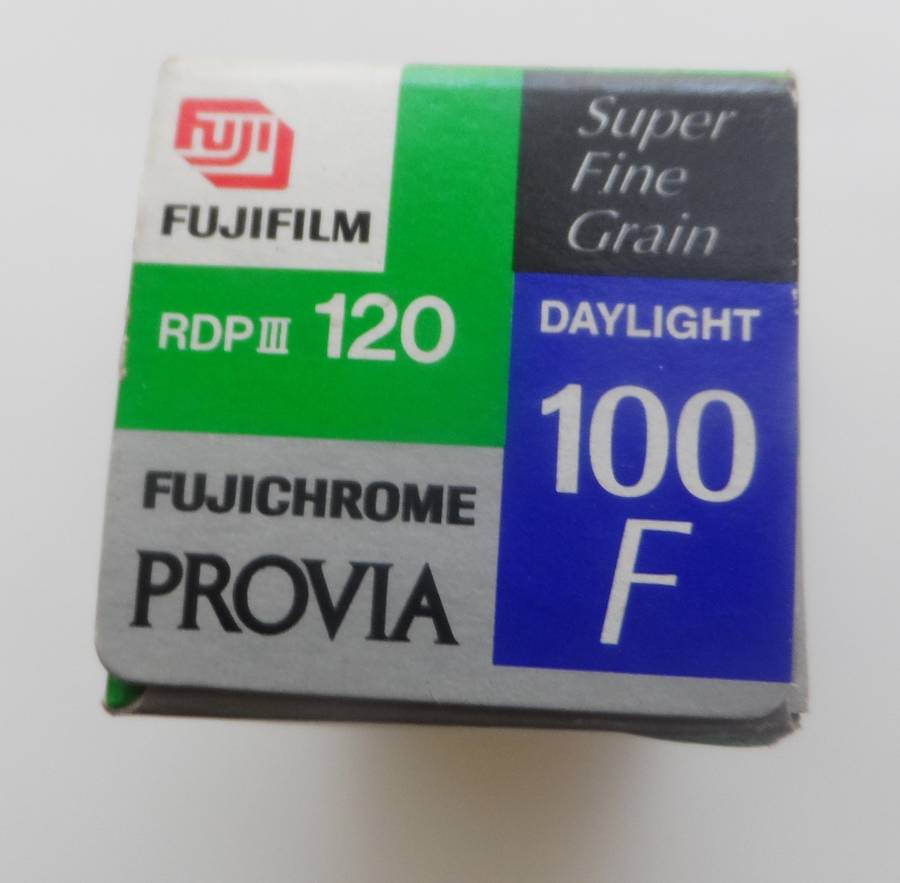 FUJI
FUJIFILM
RDPⅢ 120
FUJICHROME
PROVIA
Super
Fine
Grain
DAYLIGHT
100
F